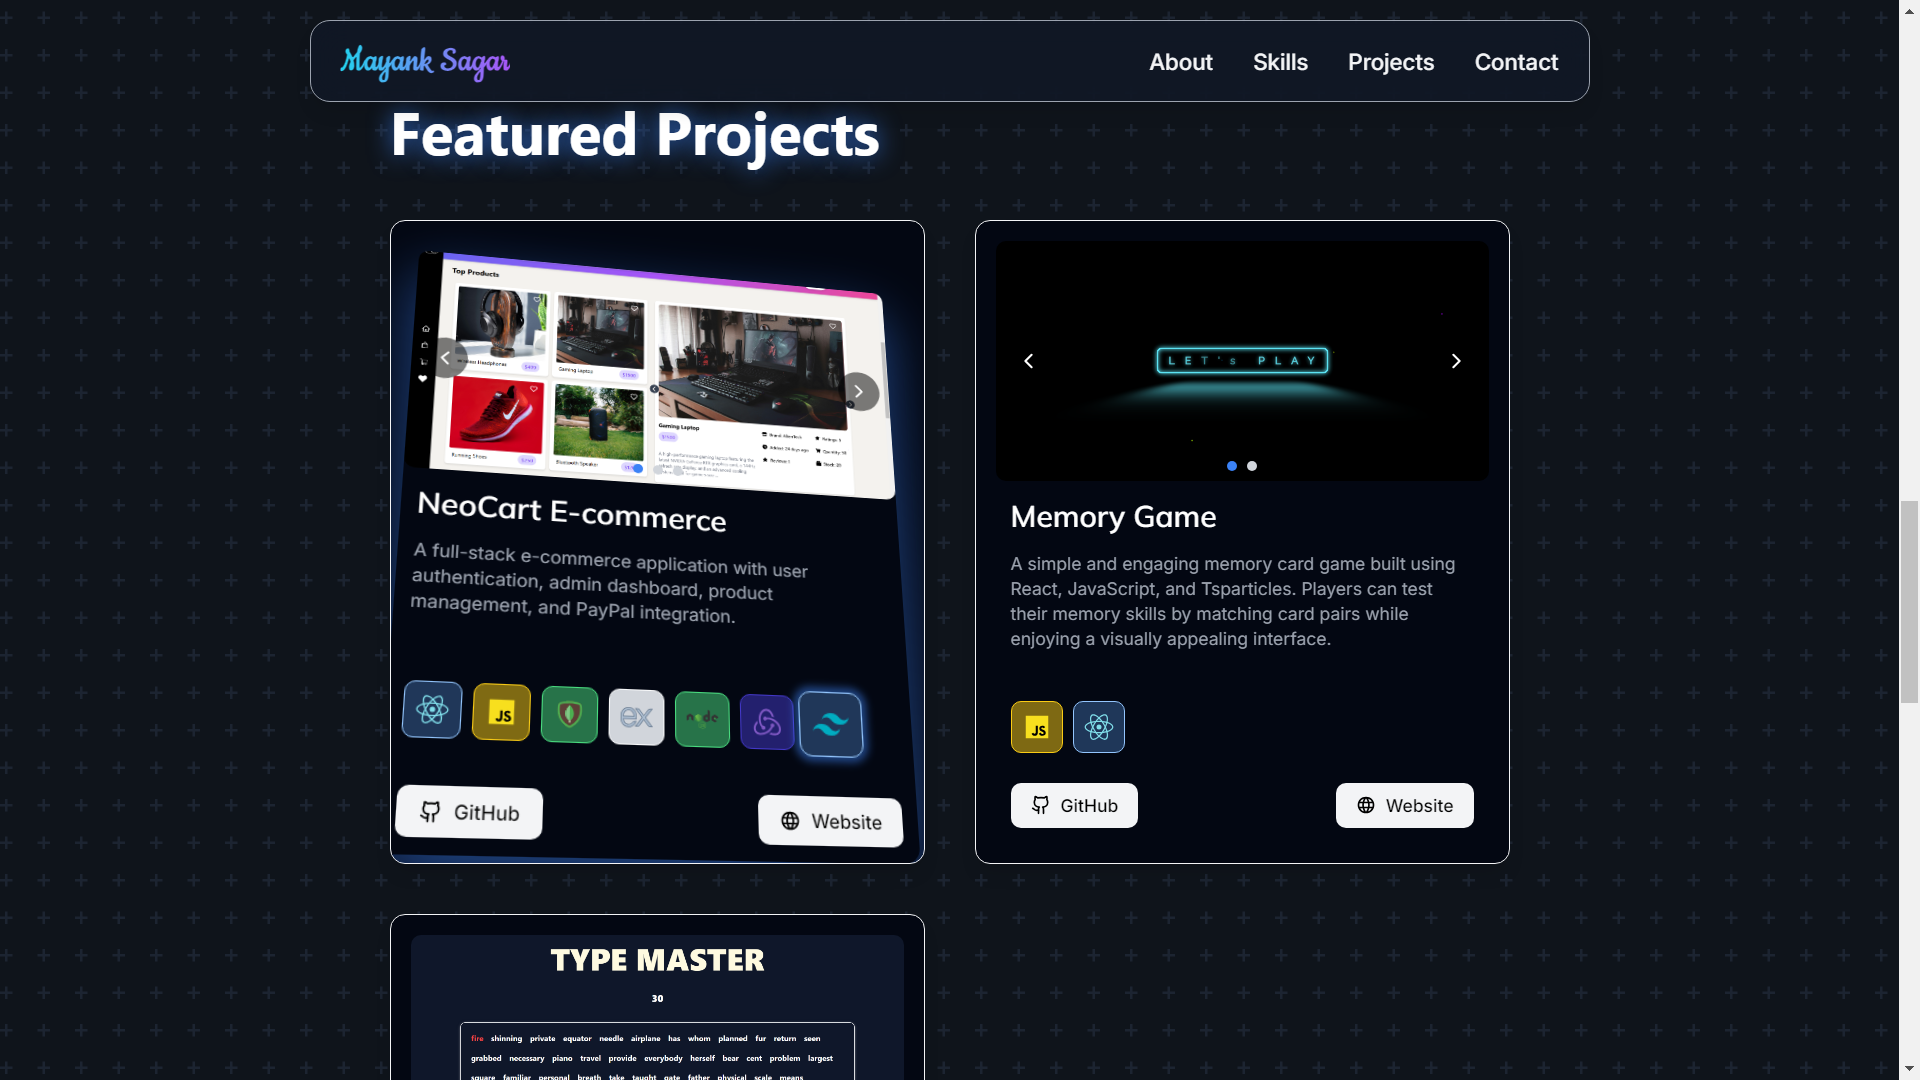 Mayank Sagar
About
Skills
Projects
Contact
Featured Projects
Top Products
Headphones
$499
Gaming Laptop
Running Shoes
Bluetooth Speaker
Gaming Laptop
NeoCart E-commerce
A full-stack e-commerce application with user
authentication, admin dashboard, product
management, and PayPal integration.
JS
ex
node
GitHub
Website
LET's PLAY
Memory Game
A simple and engaging memory card game built using
React, JavaScript, and Tsparticles. Players can test
their memory skills by matching card pairs while
enjoying a visually appealing interface.
JS
GitHub
Website
TYPE MASTER
30
fire shinning private equator needle airplane has whom planned fur return seen
grabbed necessary piano travel provide everybody herself bear cent problem largest
square familiar personal breath take taught gate father physical scale means